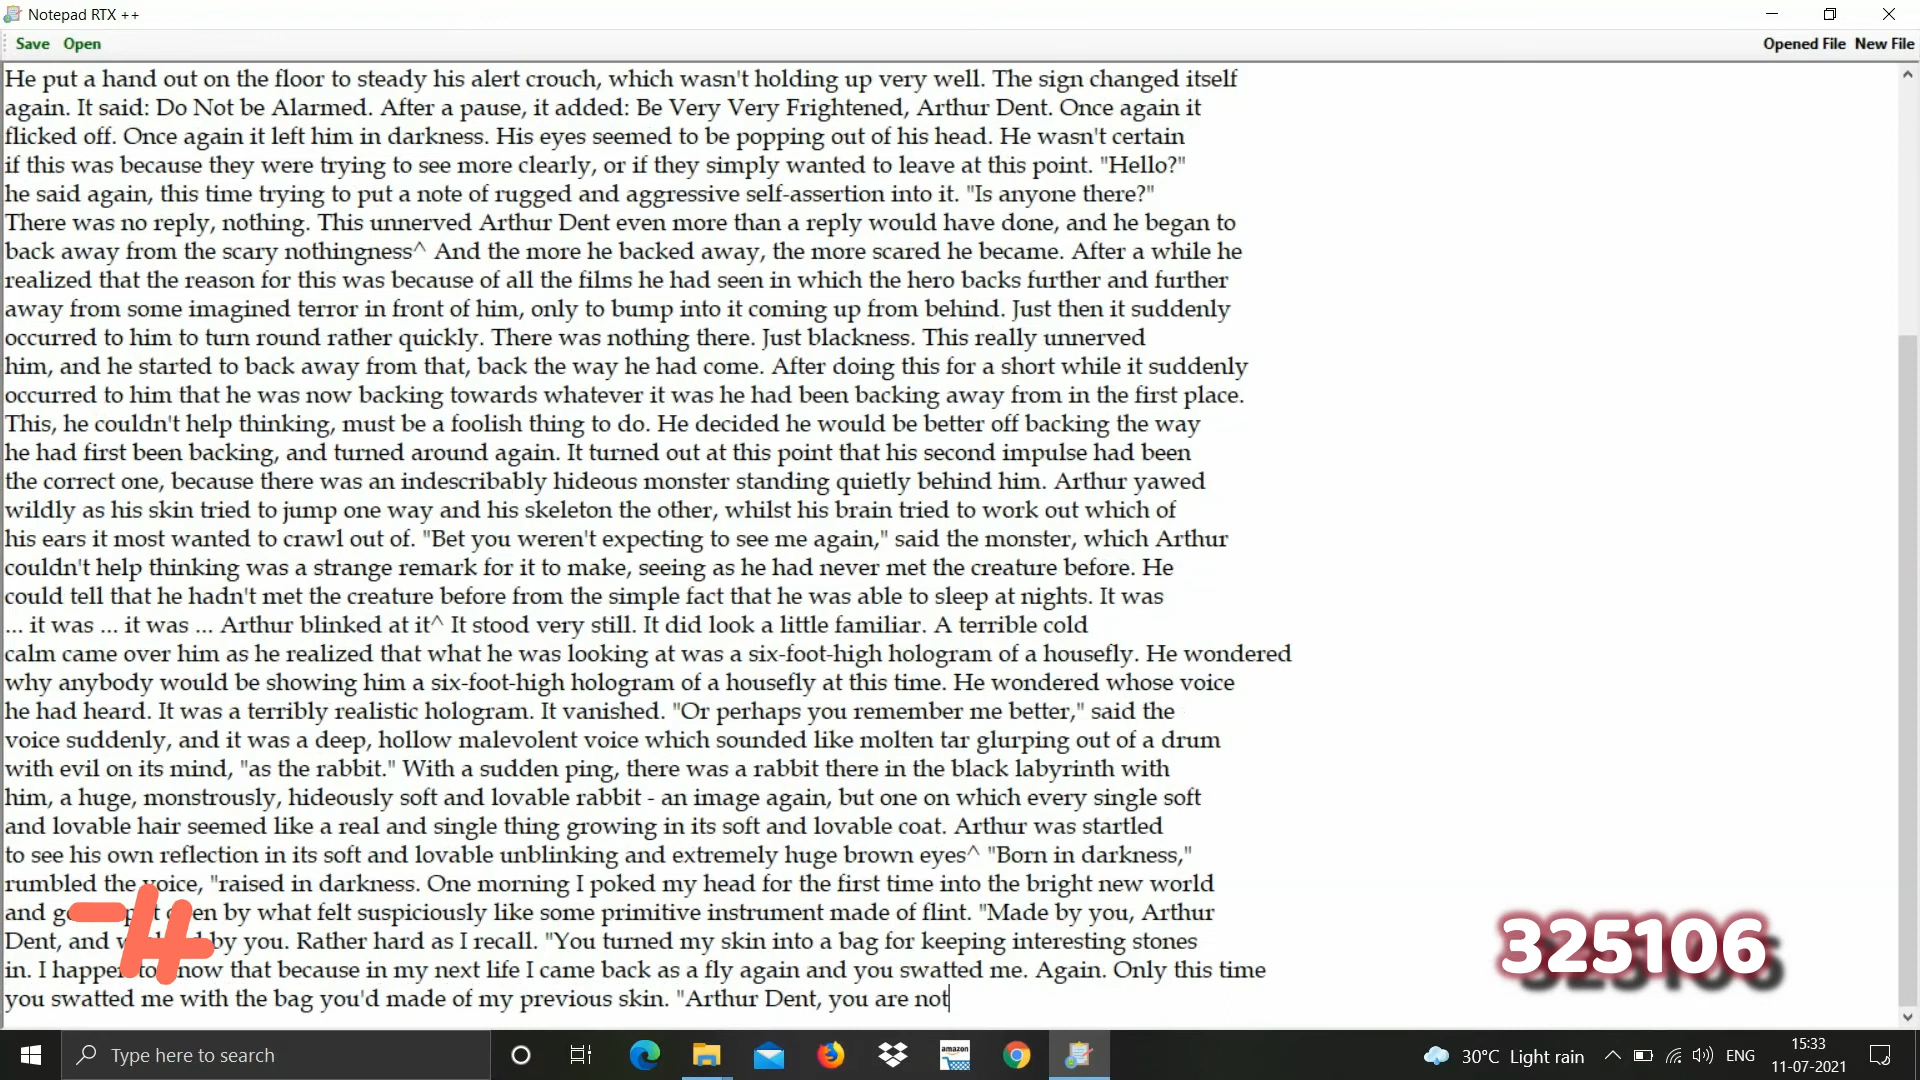 Notepad RTX ++
Save Open Opened File New File
He put a hand out on the floor to steady his alert crouch, which wasn't holding up very well. The sign changed itself
again. It said: Do Not be Alarmed. After a pause, it added: Be Very Very Frightened, Arthur Dent. Once again it
flicked off. Once again it left him in darkness. His eyes seemed to be popping out of his head. He wasn't certain
if this was because they were trying to see more clearly, or if they simply wanted to leave at this point. "Hello?"
he said again, this time trying to put a note of rugged and aggressive self-assertion into it. "Is anyone there?"
There was no reply, nothing. This unnerved Arthur Dent even more than a reply would have done, and he began to
back away from the scary nothingness^ And the more he backed away, the more scared he became. After a while he
realized that the reason for this was because of all the films he had seen in which the hero backs further and further
away from some imagined terror in front of him, only to bump into it coming up from behind. Just then it suddenly
occurred to him to turn round rather quickly. There was nothing there. Just blackness. This really unnerved
him, and he started to back away from that, back the way he had come. After doing this for a short while it suddenly
occurred to him that he was now backing towards whatever it was he had been backing away from in the first place.
This, he couldn't help thinking, must be a foolish thing to do. He decided he would be better off backing the way
he had first been backing, and turned around again. It turned out at this point that his second impulse had been
the correct one, because there was an indescribably hideous monster standing quietly behind him. Arthur yawed
wildly as his skin tried to jump one way and his skeleton the other, whilst his brain tried to work out which of
his ears it most wanted to crawl out of. "Bet you weren't expecting to see me again," said the monster, which Arthur
couldn't help thinking was a strange remark for it to make, seeing as he had never met the creature before. He
could tell that he hadn't met the creature before from the simple fact that he was able to sleep at nights. It was
... it was ... it was ... Arthur blinked at it^ It stood very still. It did look a little familiar. A terrible cold
calm came over him as he realized that what he was looking at was a six-foot-high hologram of a housefly. He wondered
why anybody would be showing him a six-foot-high hologram of a housefly at this time. He wondered whose voice
he had heard. It was a terribly realistic hologram. It vanished. "Or perhaps you remember me better," said the
voice suddenly, and it was a deep, hollow malevolent voice which sounded like molten tar glurping out of a drum
with evil on its mind, "as the rabbit." With a sudden ping, there was a rabbit there in the black labyrinth with
him, a huge, monstrously, hideously soft and lovable rabbit - an image again, but one on which every single soft
and lovable hair seemed like a real and single thing growing in its soft and lovable coat. Arthur was startled
to see his own reflection in its soft and lovable unblinking and extremely huge brown eyes^ "Born in darkness,"
rumbled the voice, "raised in darkness. One morning I poked my head for the first time into the bright new world
and by what felt suspiciously like some primitive instrument made of flint. "Made by you, Arthur
Dent, and by you. Rather hard as I recall. "You turned my skin into a bag for keeping interesting stones
in. I happen to know that because in my next life I came back as a fly again and you swatted me. Again. Only this time
you swatted me with the bag you'd made of my previous skin. "Arthur Dent, you are not
-4
325106
Type here to search
amazon
30°C Light rain
ENG
15:33
11-07-2021